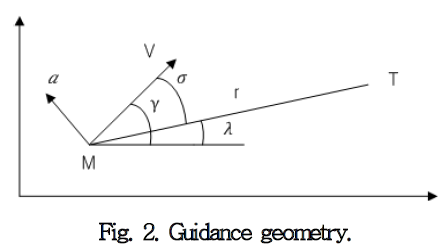 V
a
σ
T
r
γ
λ
M
Fig. 2. Guidance geometry.